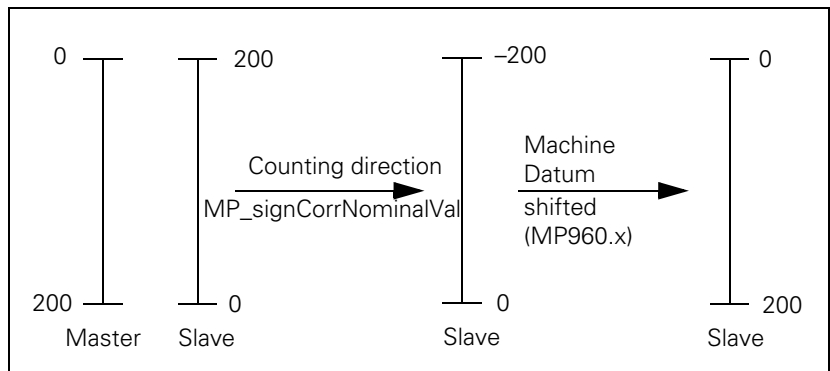 0
200
–200
0
Counting direction
MP_signCorrNominalVal
Machine
Datum
shifted
(MP960.x)
200
0
0
200
Master
Slave
Slave
Slave